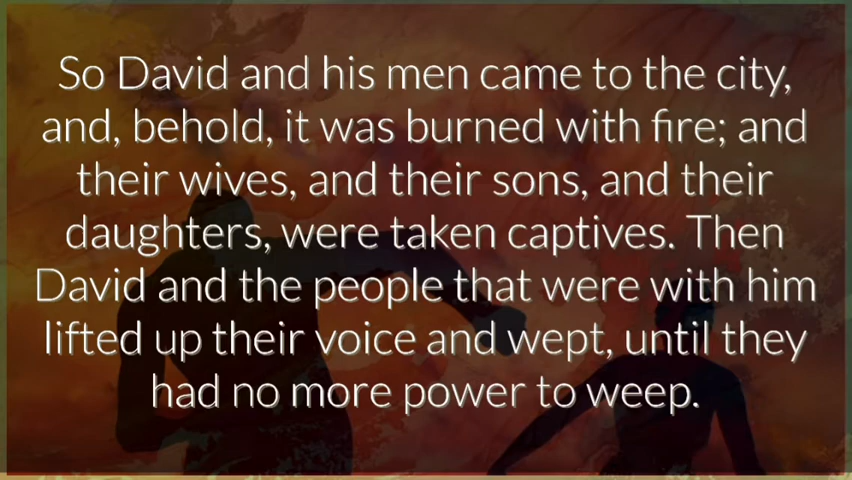 So David and his men came to the city,
and, behold, it was burned with fire; and
their wives, and their sons, and their
daughters, were taken captives. Then
David and the people that were with him
lifted up their voice and wept, until they
had no more power to weep.